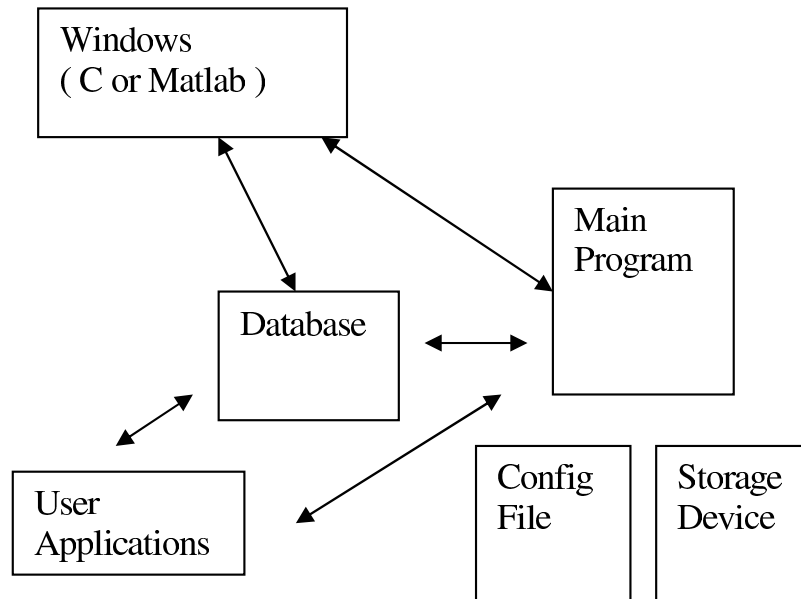 Windows
( C or Matlab )
Main
Program
Database
Config
File
Storage
Device
User
Applications